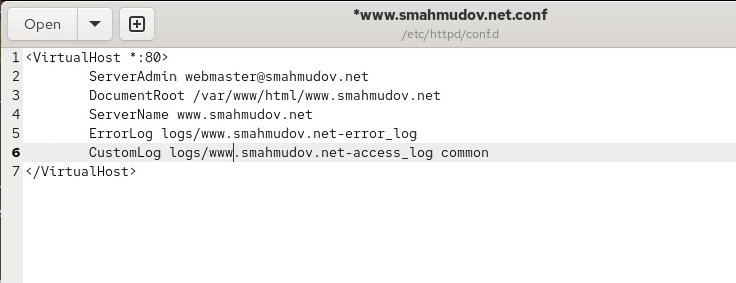 Open
*www.smahmudov.net.conf
/etc/httpd/conf.d
1 <VirtualHost *:80>
2 ServerAdmin webmaster@smahmudov.net
3 DocumentRoot /var/www/html/www.smahmudov.net
4 ServerName www.smahmudov.net
5 ErrorLog logs/www.smahmudov.net-error_log
6 CustomLog logs/www.smahmudov.net-access_log common
7 </VirtualHost>